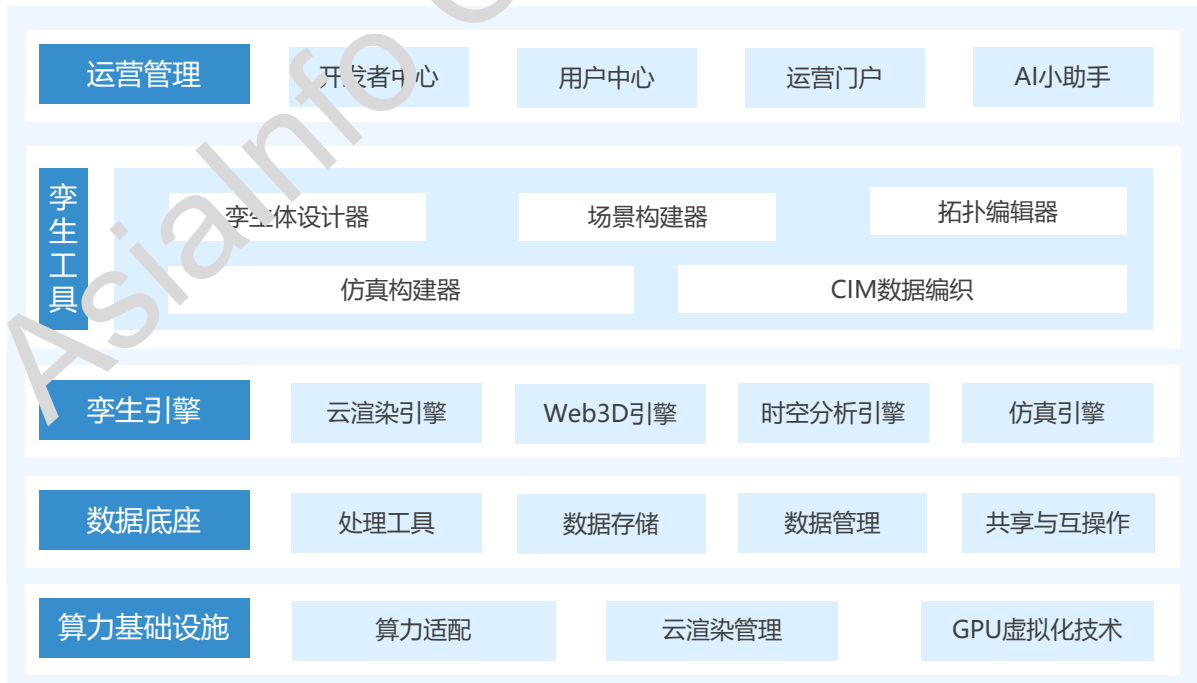 运营管理
开发者中心
用户中心
运营门户
AI小助手
孪生工具
孪生体设计器
场景构建器
拓扑编辑器
仿真构建器
CIM数据编织
孪生引擎
云渲染引擎
Web3D引擎
时空分析引擎
仿真引擎
数据底座
处理工具
数据存储
数据管理
共享与互操作
算力基础设施
算力适配
云渲染管理
GPU虚拟化技术
AsiaInfo